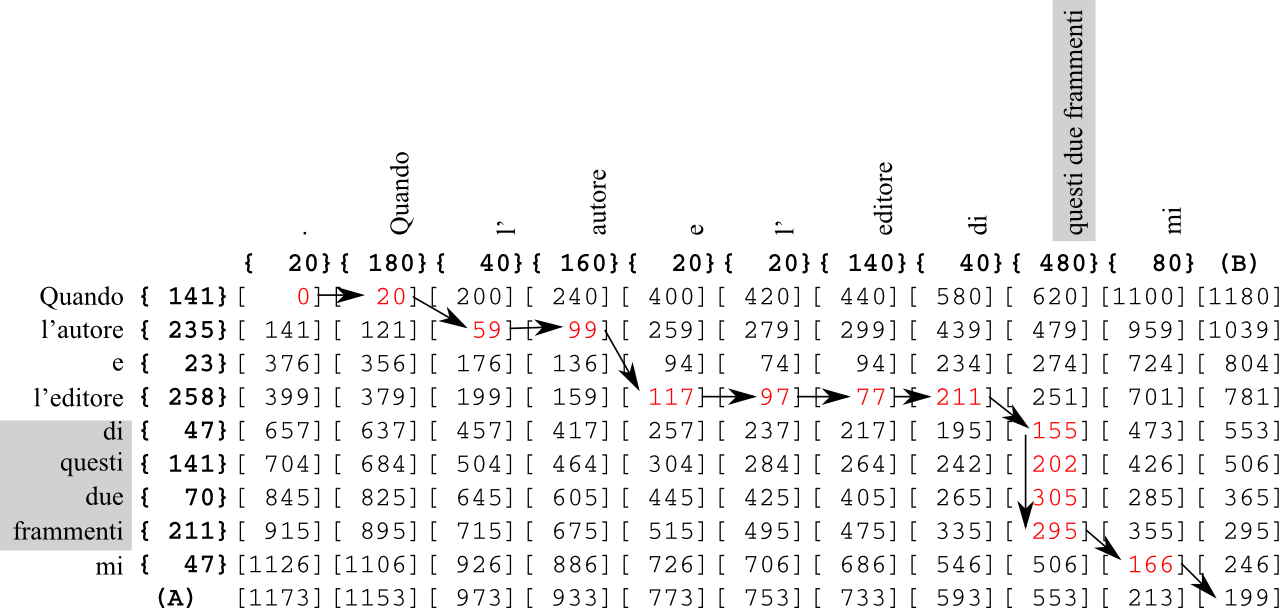 . Quando l' autore e l' editore di questi due frammenti mi
{ 20}{ 180}{ 40}{ 160}{ 20}{ 20}{ 140}{ 40}{ 480}{ 80} (B)
Quando { 141}[ 0][ 20][ 200][ 240][ 400][ 420][ 440][ 580][ 620][1100][1180]
l'autore { 235}[ 141][ 121][ 59][ 99][ 259][ 279][ 299][ 439][ 479][ 959][1039]
e { 23}[ 376][ 356][ 176][ 136][ 94][ 74][ 94][ 234][ 274][ 724][ 804]
l'editore { 258}[ 399][ 379][ 199][ 159][ 117][ 97][ 77][ 211][ 251][ 701][ 781]
di { 47}[ 657][ 637][ 457][ 417][ 257][ 237][ 217][ 195][ 155][ 473][ 553]
questi { 141}[ 704][ 684][ 504][ 464][ 304][ 284][ 264][ 242][ 202][ 426][ 506]
due { 70}[ 845][ 825][ 645][ 605][ 445][ 425][ 405][ 265][ 305][ 285][ 365]
frammenti { 211}[ 915][ 895][ 715][ 675][ 515][ 495][ 475][ 335][ 295][ 355][ 295]
mi { 47}[1126][1106][ 926][ 886][ 726][ 706][ 686][ 546][ 506][ 166][ 246]
(A) [1173][1153][ 973][ 933][ 773][ 753][ 733][ 593][ 553][ 213][ 199]